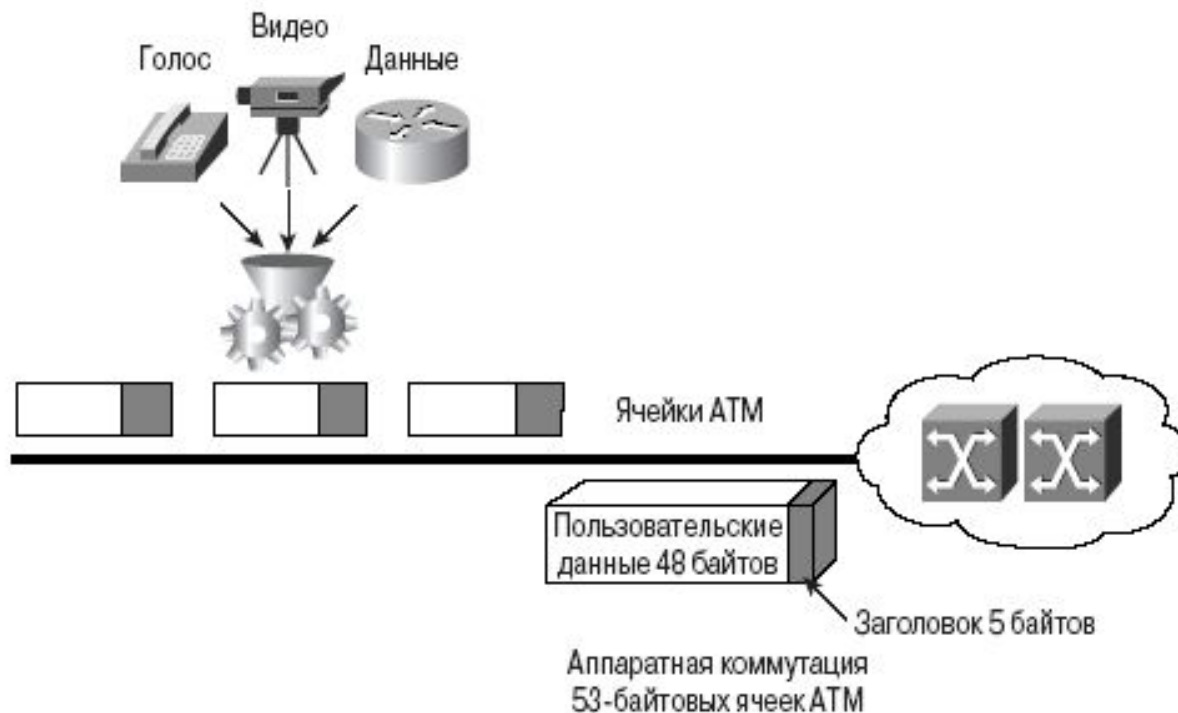 Видео
Голос
Данные
Ячейки АТМ
Пользовательские
данные 48 байтов
Заголовок 5 байтов
Аппаратная коммутация
53-байтовых ячеек АТМ